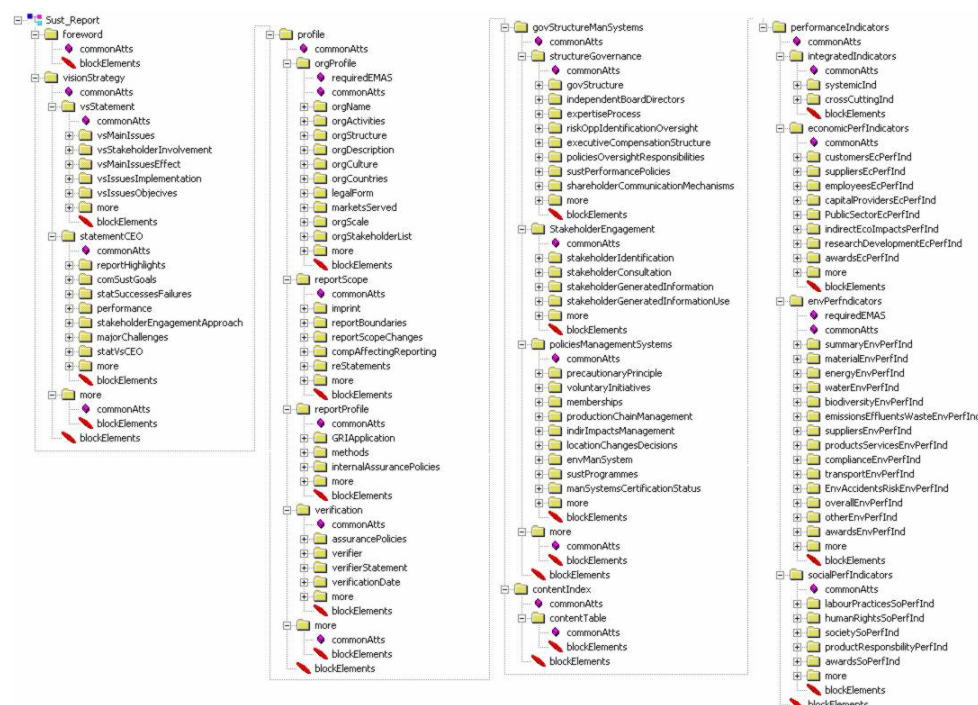 Sust_Report
foreword
commonAtts
blockElements
visionStrategy
commonAtts
vsStatement
commonAtts
vsMainIssues
vsStakeholderInvolvement
vsMainIssuesEffect
vsIssuesImplementation
vsIssuesObjecives
more
blockElements
statementCEO
commonAtts
reportHighlights
comSustGoals
statSuccessesFailures
performance
stakeholderEngagementApproach
majorChallenges
statVsCEO
more
blockElements
more
commonAtts
blockElements
blockElements
profile
commonAtts
orgProfile
requiredEMAS
commonAtts
orgName
orgActivities
orgStructure
orgDescription
orgCulture
orgCountries
legalForm
marketsServed
orgScale
orgStakeholderList
more
blockElements
reportScope
commonAtts
imprint
reportBoundaries
reportScopeChanges
compAffectingReporting
reStatements
more
blockElements
reportProfile
commonAtts
GRIApplication
methods
internalAssurancePolicies
more
blockElements
verification
commonAtts
assurancePolicies
verifier
verifierStatement
verificationDate
more
blockElements
more
commonAtts
blockElements
blockElements
govStructureManSystems
commonAtts
structureGovernance
commonAtts
govStructure
independentBoardDirectors
expertiseProcess
riskOppIdentificationOversight
executiveCompensationStructure
policiesOversightResponsibilities
sustPerformancePolicies
shareholderCommunicationMechanisms
more
blockElements
StakeholderEngagement
commonAtts
stakeholderIdentification
stakeholderConsultation
stakeholderGeneratedInformation
stakeholderGeneratedInformationUse
more
blockElements
policiesManagementSystems
commonAtts
precautionaryPrinciple
voluntaryInitiatives
memberships
productionChainManagement
indirImpactsManagement
locationChangesDecisions
envManSystem
sustProgrammes
manSystemsCertificationStatus
more
blockElements
more
commonAtts
blockElements
blockElements
contentIndex
commonAtts
contentTable
commonAtts
blockElements
blockElements
performanceIndicators
commonAtts
integratedIndicators
commonAtts
systemicInd
crossCuttingInd
blockElements
economicPerfIndicators
commonAtts
customersEcPerfInd
suppliersEcPerfInd
employeesEcPerfInd
capitalProvidersEcPerfInd
PublicSectorEcPerfInd
indirectEcoImpactsPerfInd
researchDevelopmentEcPerfInd
awardsEcPerfInd
more
blockElements
envPerfndicators
requiredEMAS
commonAtts
summaryEnvPerfInd
materialEnvPerfInd
energyEnvPerfInd
waterEnvPerfInd
biodiversityEnvPerfInd
emissionsEffluentsWasteEnvPerfInd
suppliersEnvPerfInd
productsServicesEnvPerfInd
complianceEnvPerfInd
transportEnvPerfInd
EnvAccidentsRiskEnvPerfInd
overallEnvPerfInd
otherEnvPerfInd
awardsEnvPerfInd
more
blockElements
socialPerfIndicators
commonAtts
labourPracticesSoPerfInd
humanRightsSoPerfInd
societySoPerfInd
productResponsbilityPerfInd
awardsSoPerfInd
more
blockElements
blockElements